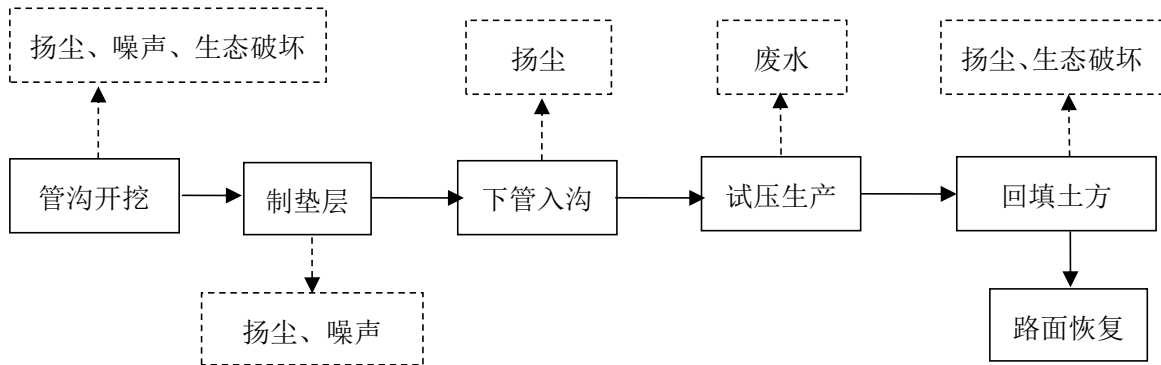 扬尘、噪声、生态破坏
扬尘
废水
扬尘、生态破坏
管沟开挖
制垫层
下管入沟
试压生产
回填土方
扬尘、噪声
路面恢复